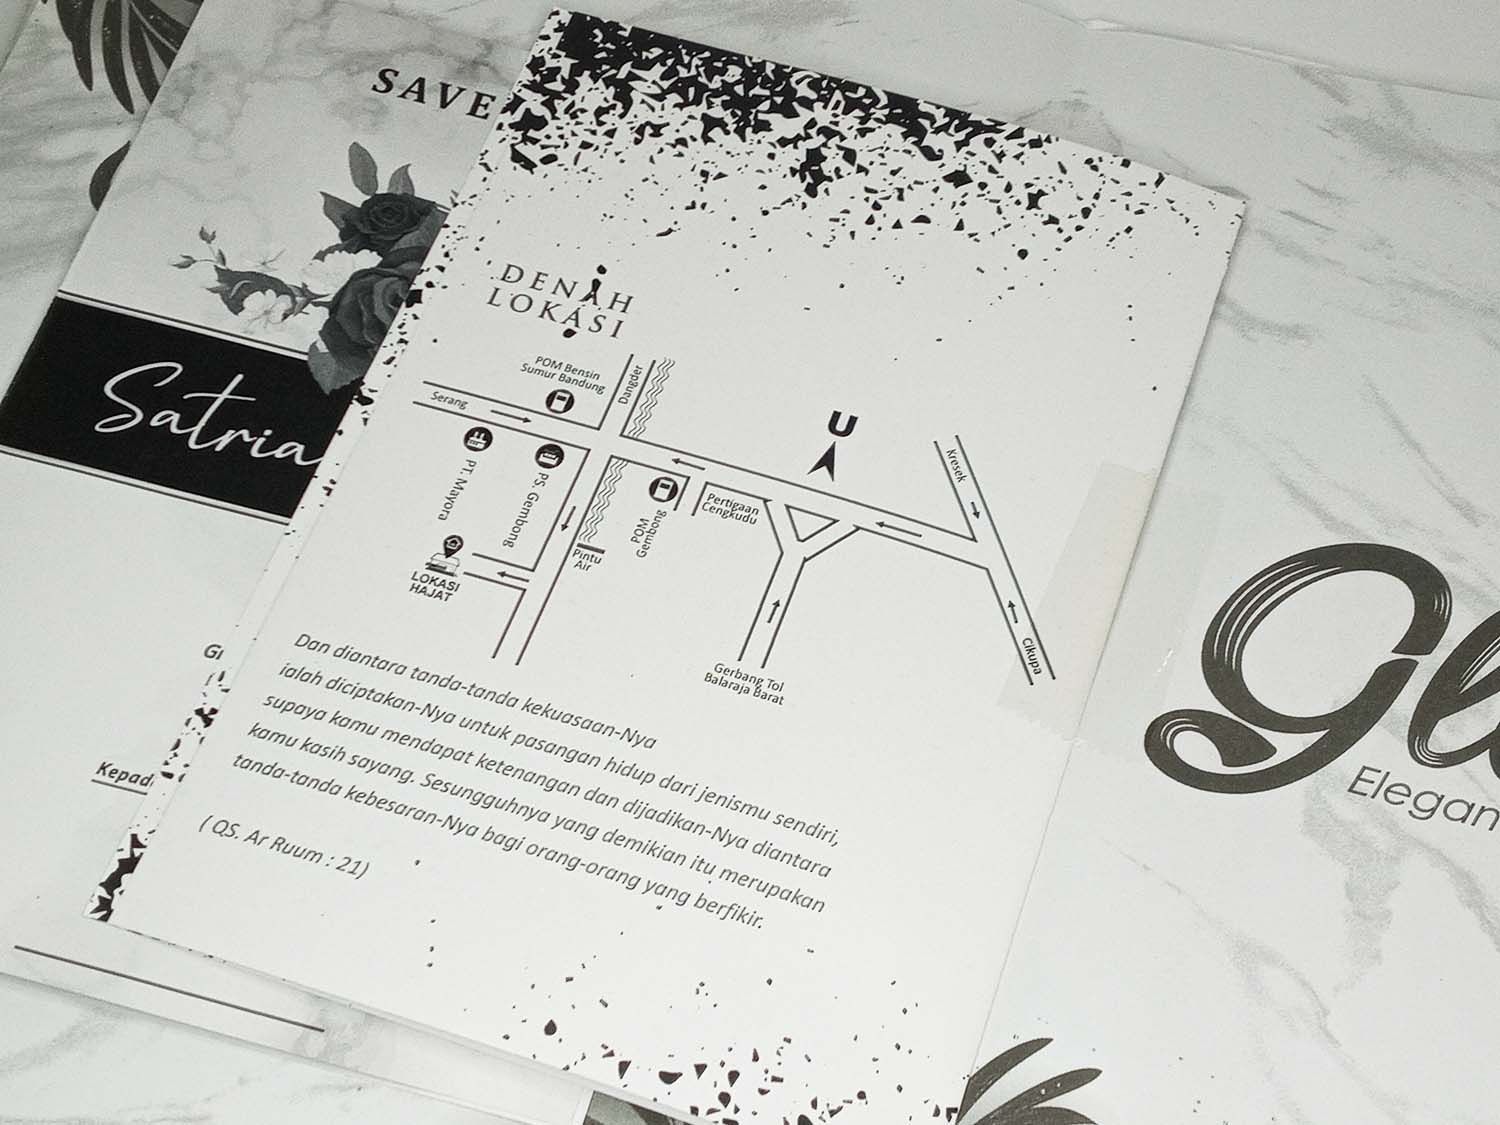 SAVE
Satria
Kepad
DENAH
LOKASI
POM Bensin
Sumur Bandung
Dangder
Serang
PT. Mayora
PS. Gembong
POM
Gembong
Pertigaan
Cengkudu
U
Kresek
Pintu
Air
LOKASI
HAJAT
Gerbang Tol
Balaraja Barat
Cikupa
Dan diantara tanda-tanda kekuasaan-Nya
ialah diciptakan-Nya untuk pasangan hidup dari jenismu sendiri,
supaya kamu mendapat ketenangan dan dijadikan-Nya diantara
kamu kasih sayang. Sesungguhnya yang demikian itu merupakan
tanda-tanda kebesaran-Nya bagi orang-orang yang berfikir.
( QS. Ar Ruum : 21)
Elegan